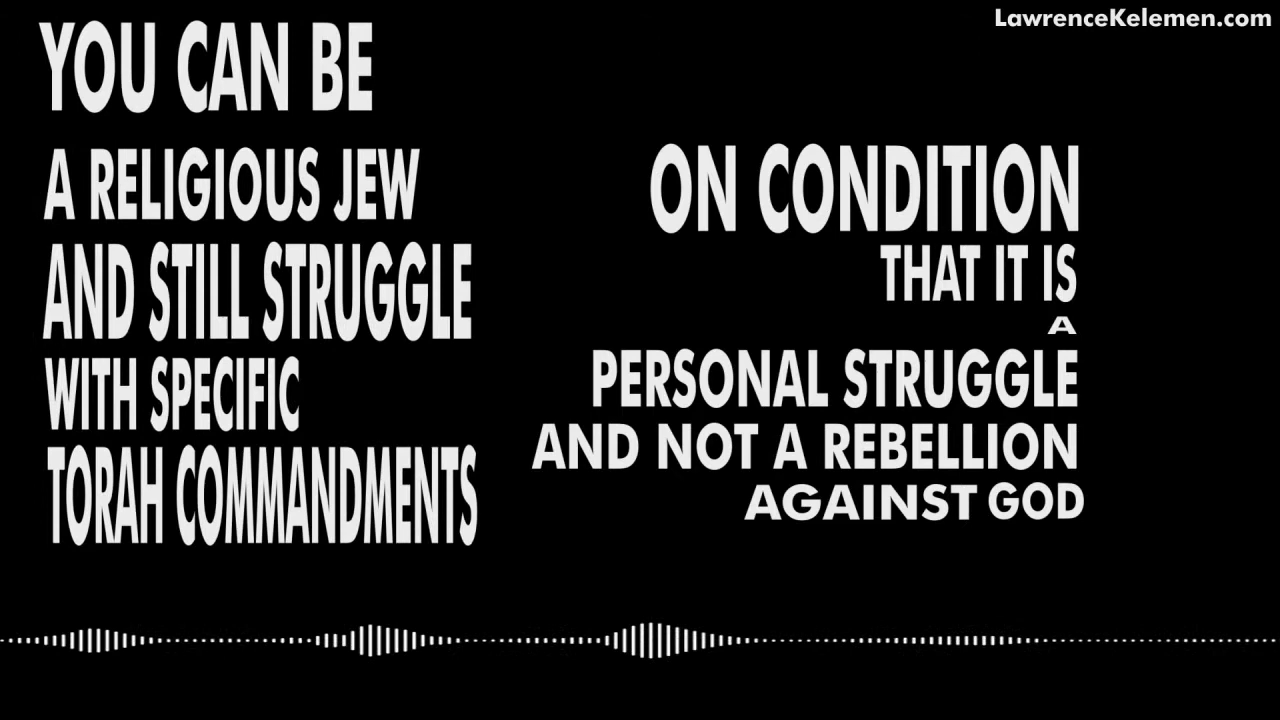 LawrenceKelemen.com
YOU CAN BE
A RELIGIOUS JEW
AND STILL STRUGGLE
WITH SPECIFIC
TORAH COMMANDMENTS
ON CONDITION
THAT IT IS
A
PERSONAL STRUGGLE
AND NOT A REBELLION
AGAINST GOD